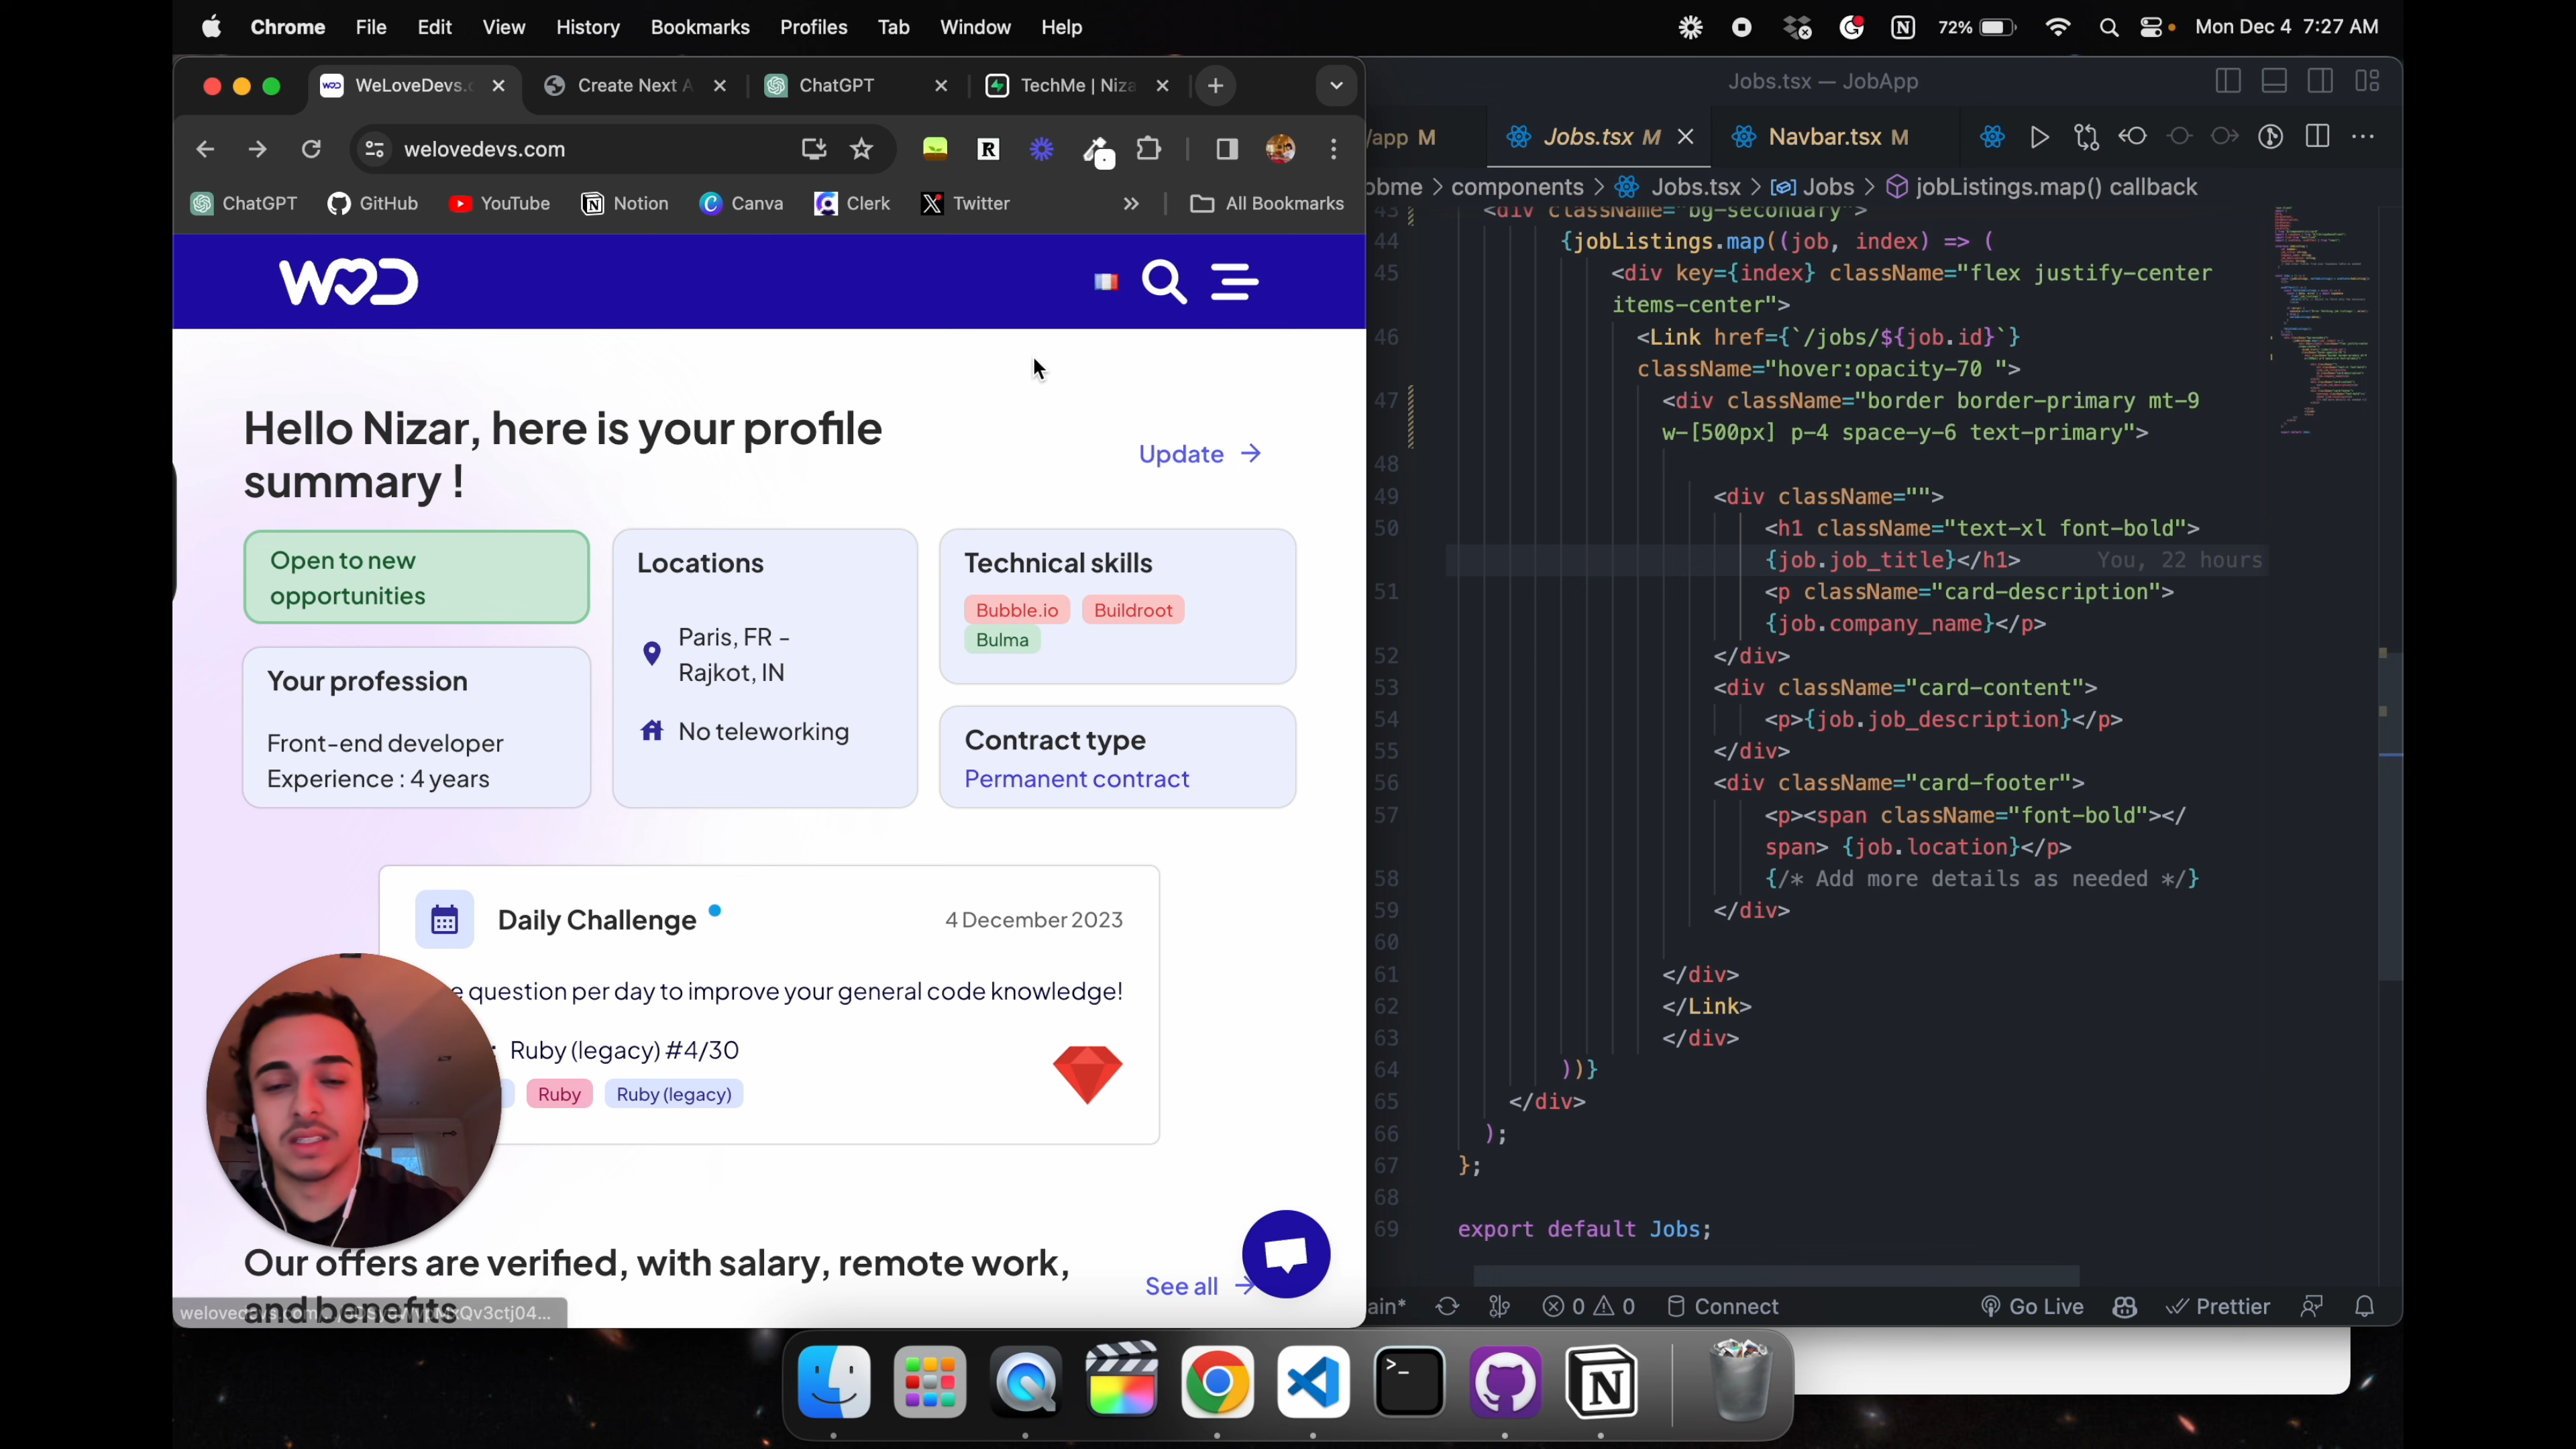 Chrome File Edit View History Bookmarks Profiles Tab Window Help
72%
Mon Dec 4 7:27 AM
WeLoveDevs.c
Create Next A
ChatGPT
TechMe | Niza
welovedevs.com
ChatGPT GitHub YouTube Notion Canva Clerk Twitter » All Bookmarks
Hello Nizar, here is your profile
summary !
Update →
Open to new
opportunities
Your profession
Front-end developer
Experience : 4 years
Locations
Paris, FR -
Rajkot, IN
No teleworking
Technical skills
Bubble.io Buildroot
Bulma
Contract type
Permanent contract
Daily Challenge
4 December 2023
e question per day to improve your general code knowledge!
: Ruby (legacy) #4/30
Ruby Ruby (legacy)
Our offers are verified, with salary, remote work,
and benefits
See all →
Jobs.tsx — JobApp
/app M
Jobs.tsx M
Navbar.tsx M
obme > components > Jobs.tsx > Jobs > jobListings.map() callback
43 <div className="bg-secondary">
44 {jobListings.map((job, index) => (
45 <div key={index} className="flex justify-center
items-center">
46 <Link href={`/jobs/${job.id}`}
className="hover:opacity-70 ">
47 <div className="border border-primary mt-9
w-[500px] p-4 space-y-6 text-primary">
48
49 <div className="">
50 <h1 className="text-xl font-bold">
{job.job_title}</h1> You, 22 hours
51 <p className="card-description">
{job.company_name}</p>
52 </div>
53 <div className="card-content">
54 <p>{job.job_description}</p>
55 </div>
56 <div className="card-footer">
57 <p><span className="font-bold"></
span> {job.location}</p>
58 {/* Add more details as needed */}
59 </div>
60
61 </div>
62 </Link>
63 </div>
64 ))}
65 </div>
66 );
67 };
68
69 export default Jobs;
ain* 0 0 Connect Go Live Prettier